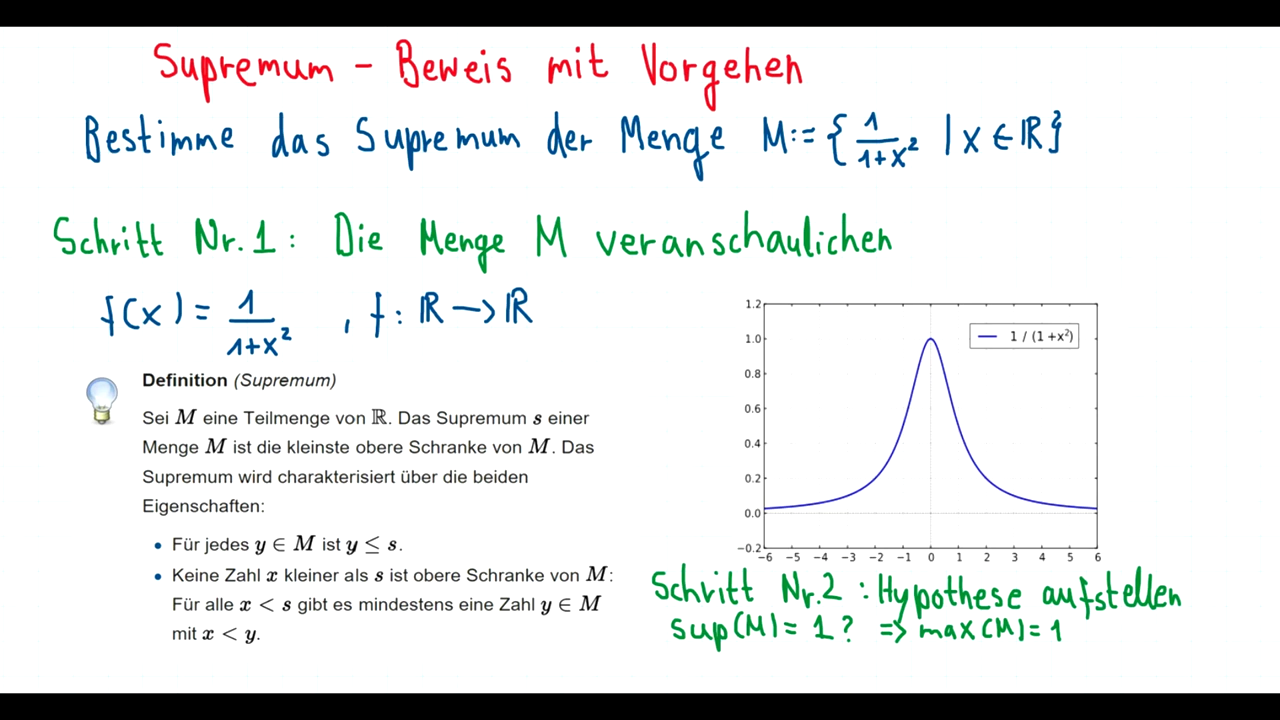 Supremum - Beweis mit Vorgehen
Bestimme das Supremum der Menge M:= { 1/(1+x²) | x ∈ ℝ}
Schritt Nr.1: Die Menge M veranschaulichen
f(x) = 1/(1+x²) , f: ℝ → ℝ
Definition (Supremum)
Sei M eine Teilmenge von ℝ. Das Supremum s einer
Menge M ist die kleinste obere Schranke von M. Das
Supremum wird charakterisiert über die beiden
Eigenschaften:
• Für jedes y ∈ M ist y ≤ s.
• Keine Zahl x kleiner als s ist obere Schranke von M:
Für alle x < s gibt es mindestens eine Zahl y ∈ M
mit x < y.
1.2
1.0
0.8
0.6
0.4
0.2
0.0
−0.2
1 / (1 +x²)
−6 −5 −4 −3 −2 −1 0 1 2 3 4 5 6
Schritt Nr.2 : Hypothese aufstellen
sup(M) = 1 ? => max(M) = 1